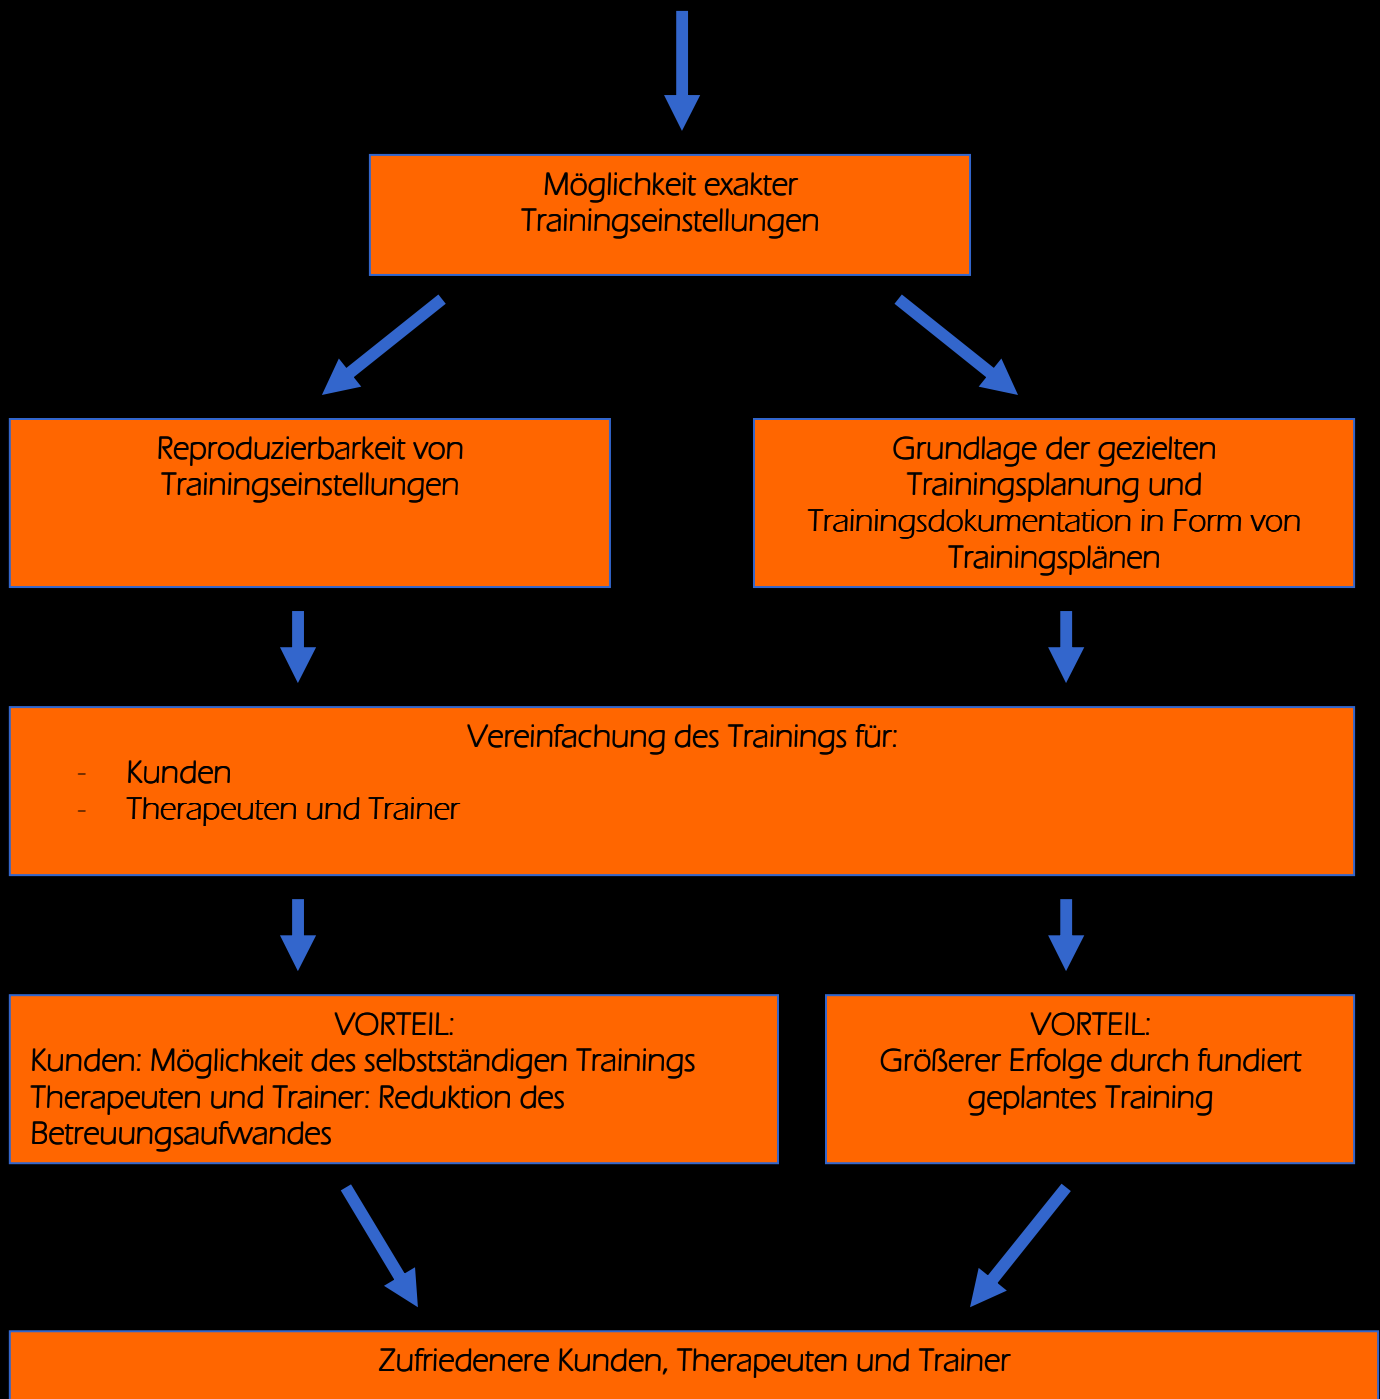 Möglichkeit exakter
Trainingseinstellungen
Reproduzierbarkeit von
Trainingseinstellungen
Grundlage der gezielten
Trainingsplanung und
Trainingsdokumentation in Form von
Trainingsplänen
Vereinfachung des Trainings für:
- Kunden
- Therapeuten und Trainer
VORTEIL:
Kunden: Möglichkeit des selbstständigen Trainings
Therapeuten und Trainer: Reduktion des
Betreuungsaufwandes
VORTEIL:
Größerer Erfolge durch fundiert
geplantes Training
Zufriedenere Kunden, Therapeuten und Trainer